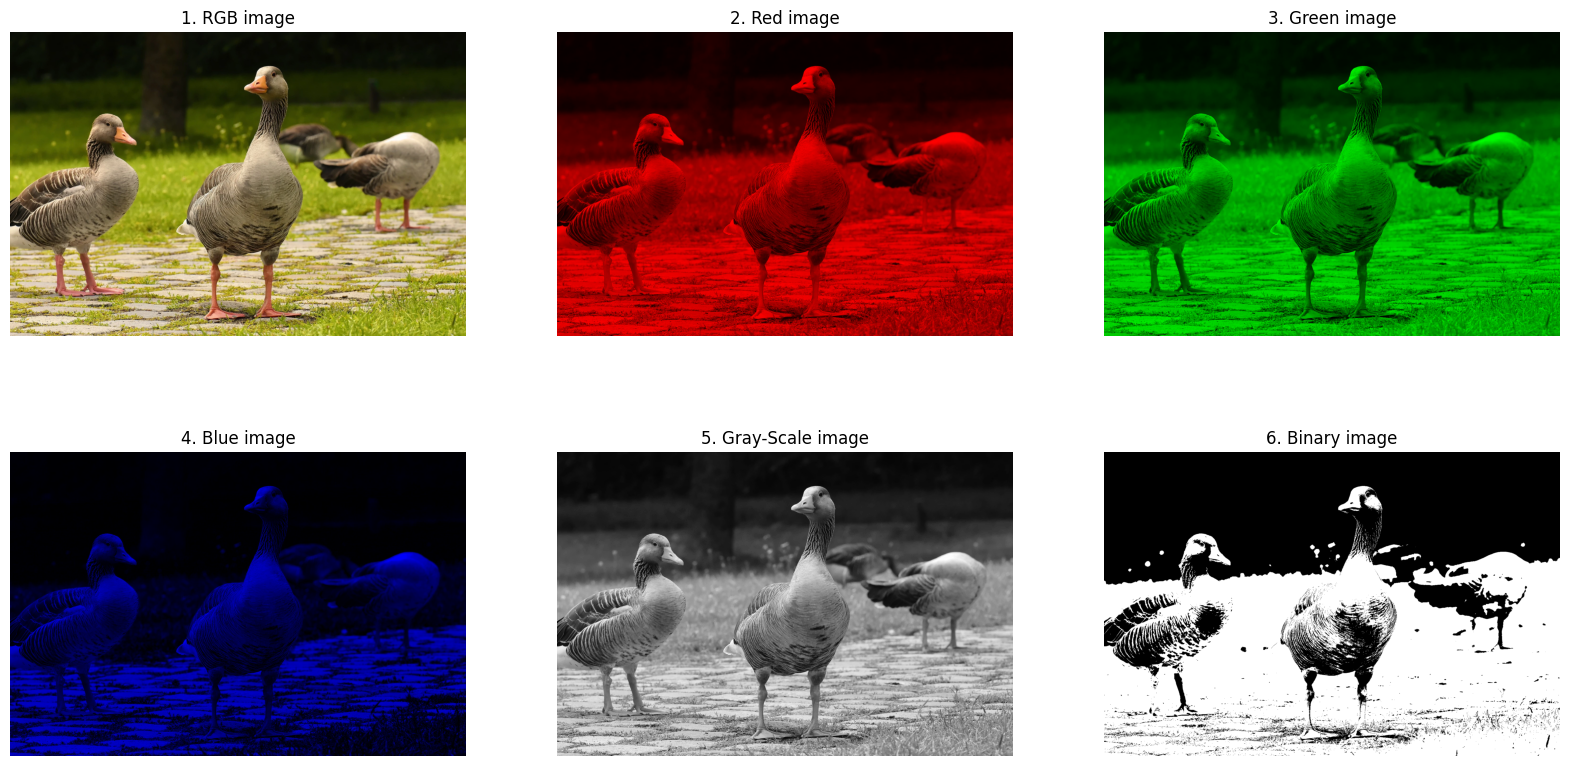 1. RGB image
2. Red image
3. Green image
4. Blue image
5. Gray-Scale image
6. Binary image